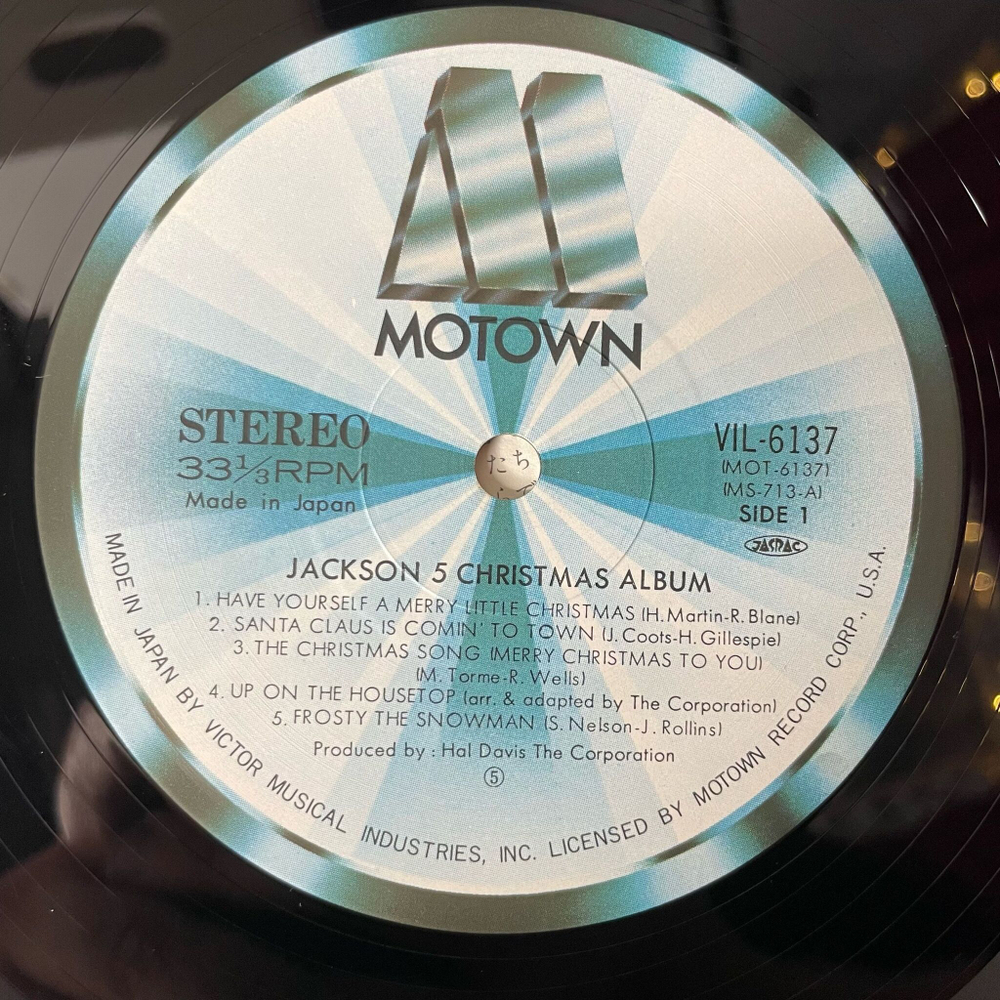 MOTOWN
STEREO
33⅓RPM
Made in Japan
VIL-6137
(MOT-6137)
(MS-713-A)
SIDE 1
JASRAC
たち
JACKSON 5 CHRISTMAS ALBUM
1. HAVE YOURSELF A MERRY LITTLE CHRISTMAS (H. Martin-R. Blane)
2. SANTA CLAUS IS COMIN' TO TOWN (J. Coots-H. Gillespie)
3. THE CHRISTMAS SONG (MERRY CHRISTMAS TO YOU)
(M. Torme-R. Wells)
4. UP ON THE HOUSETOP (arr. & adapted by The Corporation)
5. FROSTY THE SNOWMAN (S. Nelson-J. Rollins)
Produced by : Hal Davis The Corporation
⑤
MADE IN JAPAN BY VICTOR MUSICAL INDUSTRIES, INC. LICENSED BY MOTOWN RECORD CORP., U.S.A.